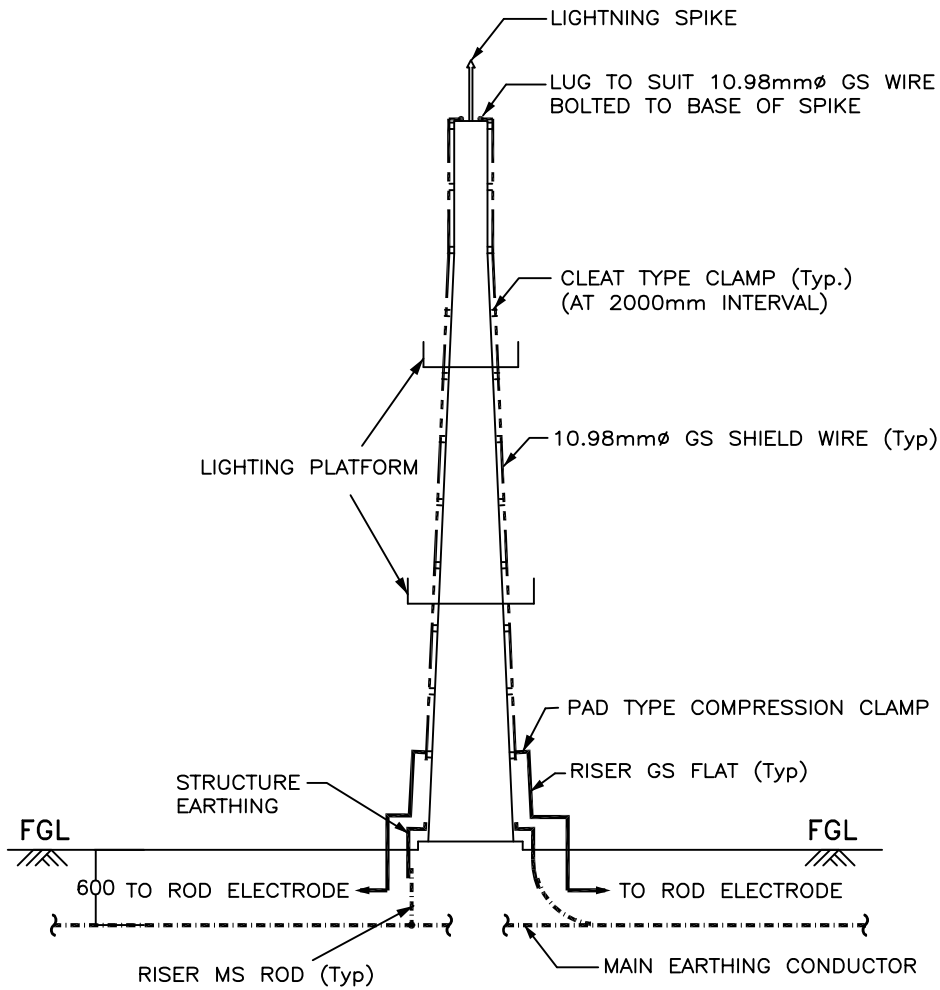 LIGHTNING SPIKE
LUG TO SUIT 10.98mmø GS WIRE
BOLTED TO BASE OF SPIKE
CLEAT TYPE CLAMP (Typ.)
(AT 2000mm INTERVAL)
10.98mmø GS SHIELD WIRE (Typ)
LIGHTING PLATFORM
PAD TYPE COMPRESSION CLAMP
RISER GS FLAT (Typ)
STRUCTURE
EARTHING
FGL
FGL
600
TO ROD ELECTRODE
TO ROD ELECTRODE
RISER MS ROD (Typ)
MAIN EARTHING CONDUCTOR